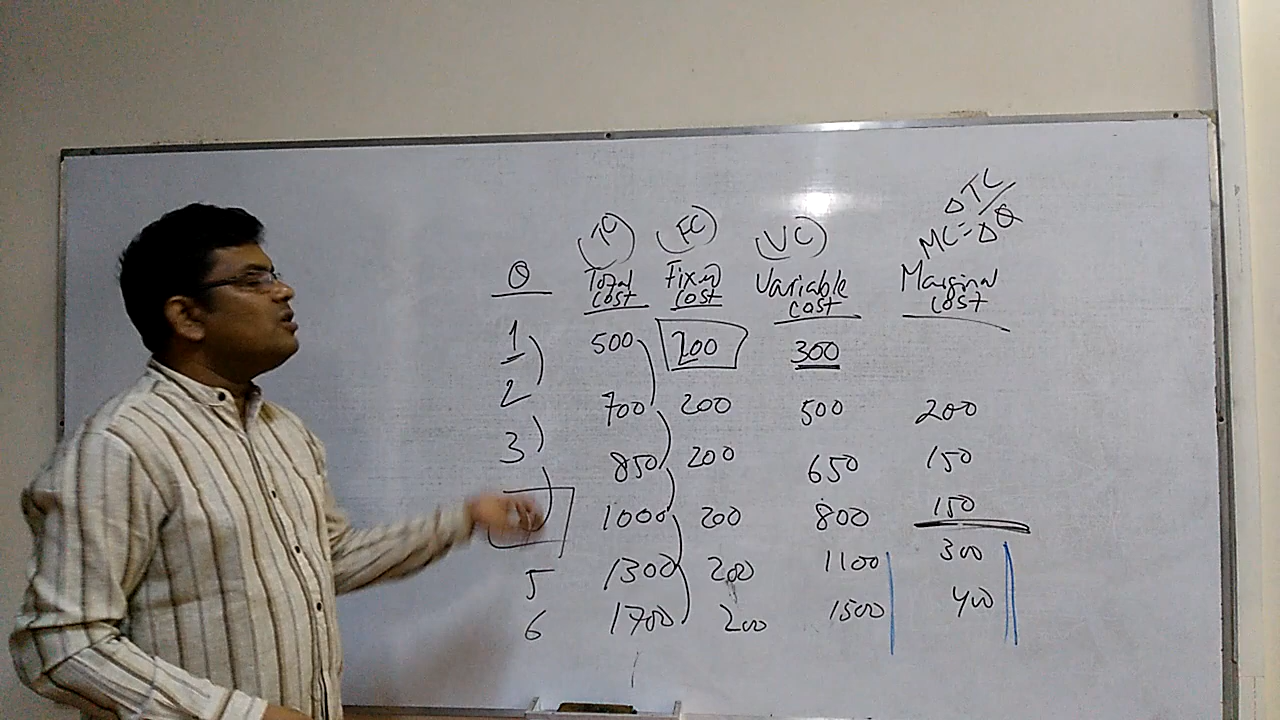 ΔTC/
MC=ΔQ
(TC) (FC) (VC)
Q Total Cost Fixed Cost Variable cost Marginal cost
1 500 200 300
2 700 200 500 200
3 850 200 650 150
1000 200 800 150
5 1300 200 1100 300
6 1700 200 1500 400